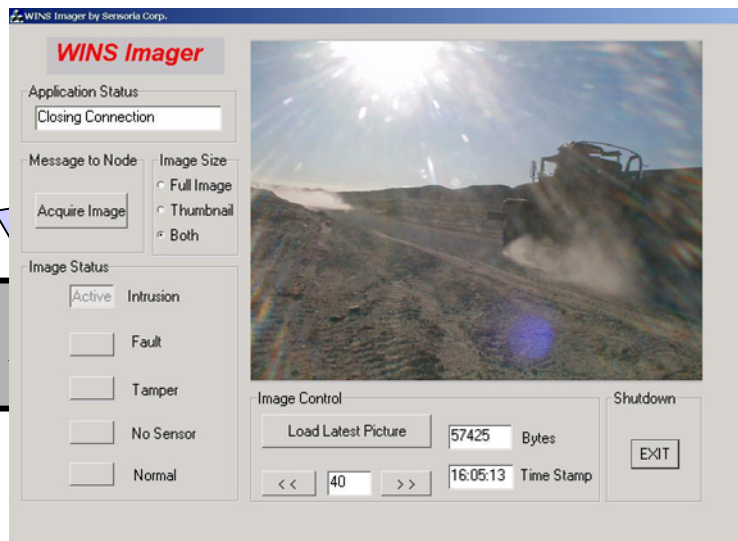 WINS Imager by Sensoria Corp.
WINS Imager
Application Status
Closing Connection
Message to Node
Acquire Image
Image Size
Full Image
Thumbnail
Both
Image Status
Active Intrusion
Fault
Tamper
No Sensor
Normal
Image Control
Load Latest Picture
57425 Bytes
<< 40 >>
16:05:13 Time Stamp
Shutdown
EXIT